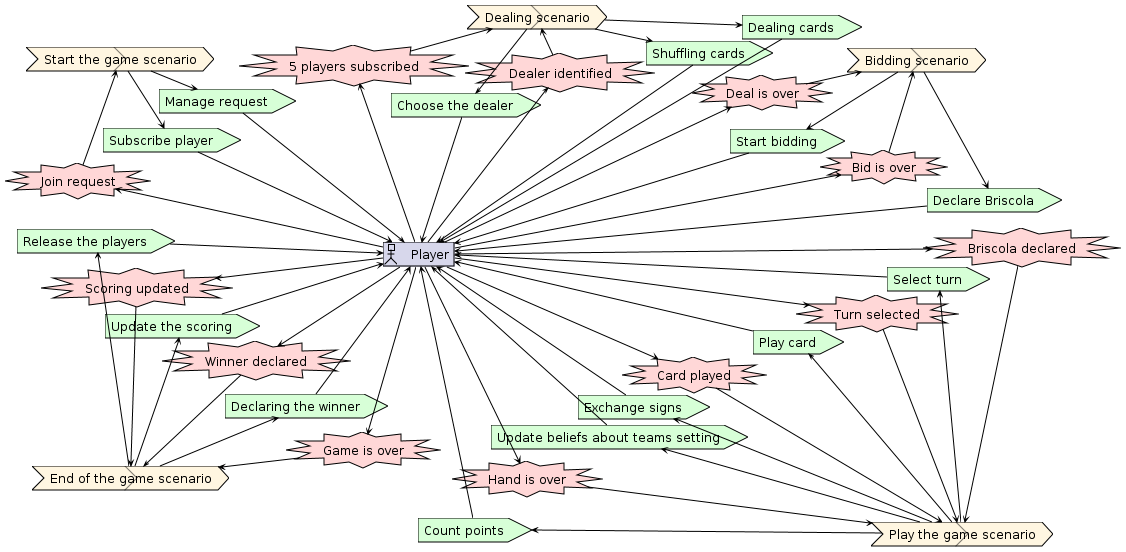 Dealing scenario
Dealing cards
Start the game scenario
5 players subscribed
Dealer identified
Shuffling cards
Bidding scenario
Manage request
Choose the dealer
Deal is over
Subscribe player
Start bidding
Join request
Bid is over
Declare Briscola
Release the players
Player
Briscola declared
Scoring updated
Select turn
Update the scoring
Turn selected
Winner declared
Play card
Card played
Declaring the winner
Exchange signs
Game is over
Update beliefs about teams setting
End of the game scenario
Hand is over
Count points
Play the game scenario